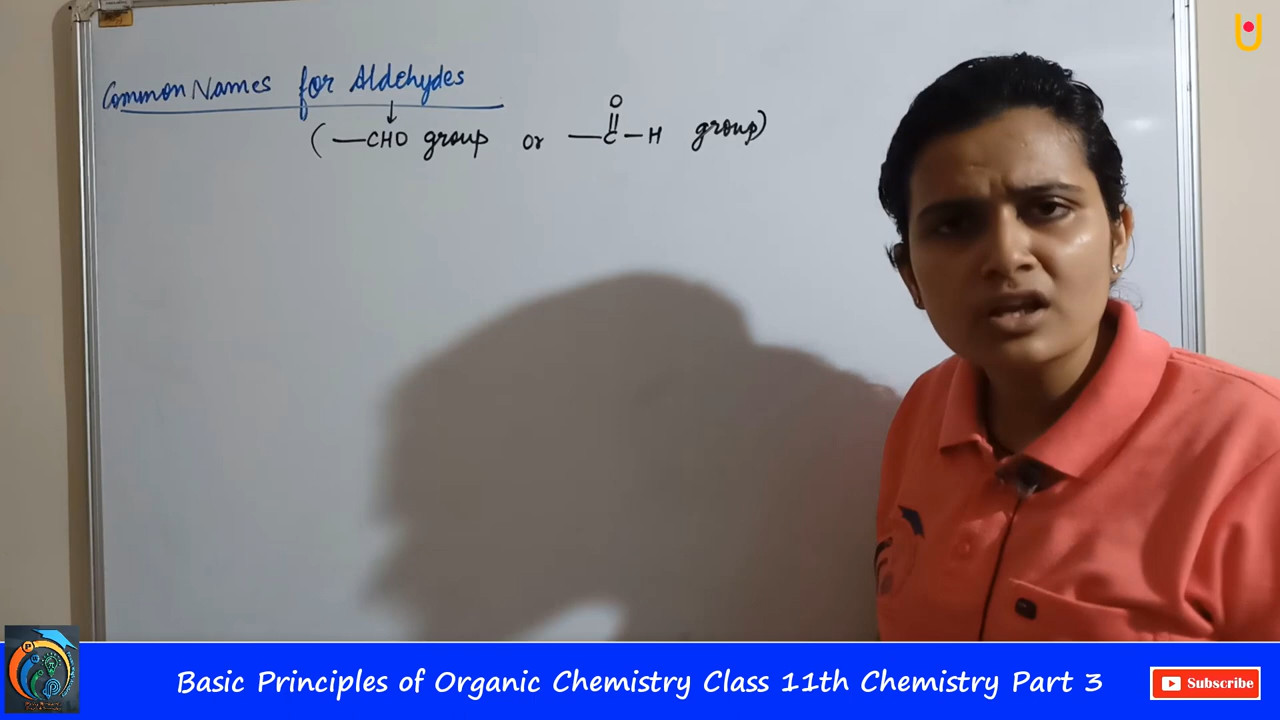 Common Names for Aldehydes
↓
(—CHO group or —C—H group)
O
||
Basic Principles of Organic Chemistry Class 11th Chemistry Part 3
Subscribe